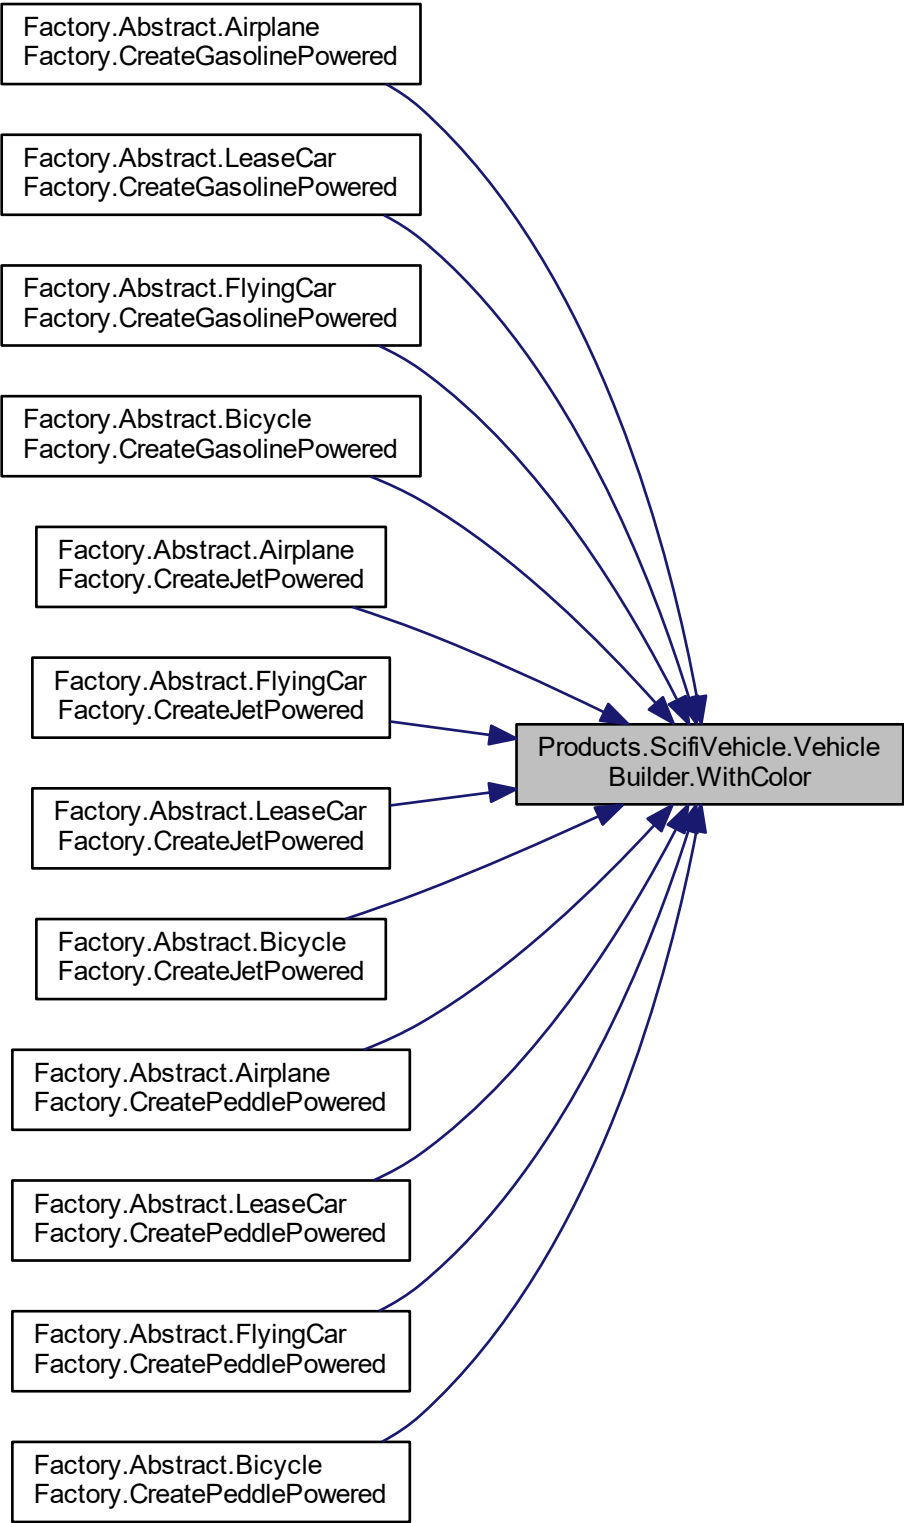 Factory.Abstract.Airplane
Factory.CreateGasolinePowered
Factory.Abstract.LeaseCar
Factory.CreateGasolinePowered
Factory.Abstract.FlyingCar
Factory.CreateGasolinePowered
Factory.Abstract.Bicycle
Factory.CreateGasolinePowered
Factory.Abstract.Airplane
Factory.CreateJetPowered
Factory.Abstract.FlyingCar
Factory.CreateJetPowered
Products.ScifiVehicle.Vehicle
Builder.WithColor
Factory.Abstract.LeaseCar
Factory.CreateJetPowered
Factory.Abstract.Bicycle
Factory.CreateJetPowered
Factory.Abstract.Airplane
Factory.CreatePeddlePowered
Factory.Abstract.LeaseCar
Factory.CreatePeddlePowered
Factory.Abstract.FlyingCar
Factory.CreatePeddlePowered
Factory.Abstract.Bicycle
Factory.CreatePeddlePowered